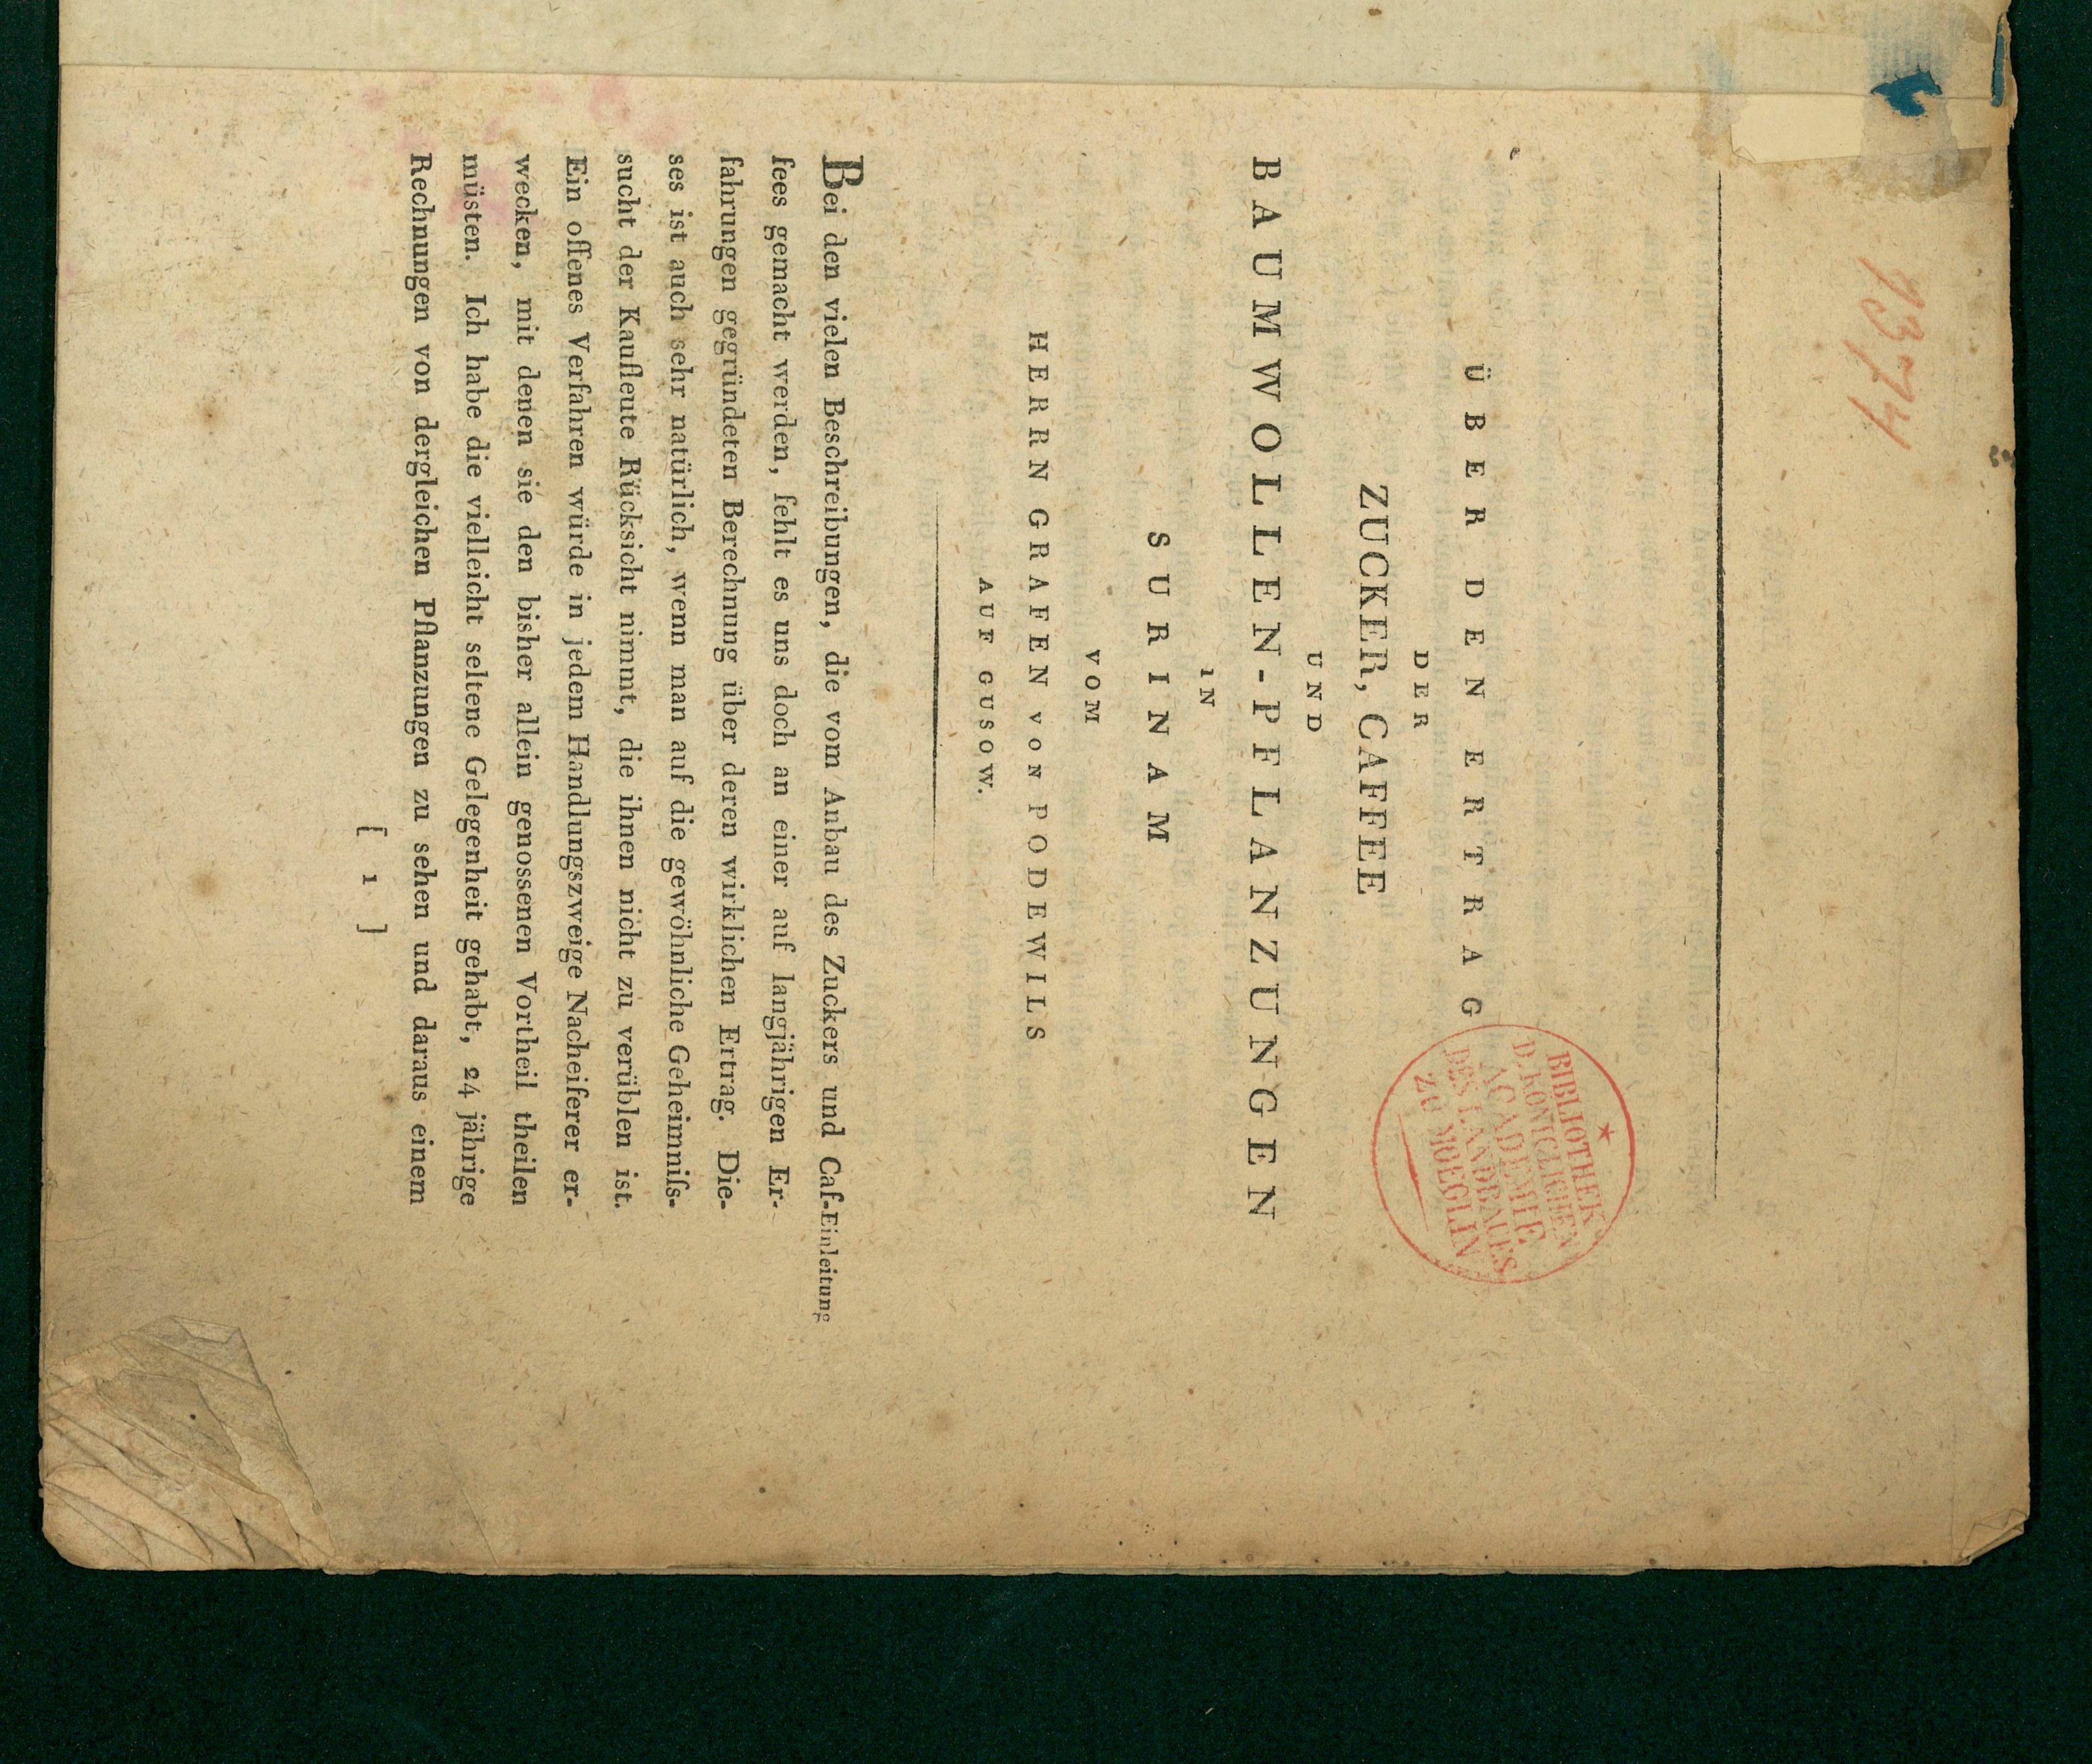 1374
ÜBER DEN ERTRAG
DER
ZUCKER, CAFFEE
UND
BAUMWOLLEN-PFLANZUNGEN
IN
SURINAM
VOM
HERRN GRAFEN VON PODEWILS
AUF GUSOW.
BIBLIOTHEK
D. KÖNIGLICHEN
ACADEMIE
DES LANDBAUES
ZU MOEGLIN
Bei den vielen Beschreibungen, die vom Anbau des Zuckers und Caf- Einleitung
fees gemacht werden, fehlt es uns doch an einer auf langjährigen Er-
fahrungen gegründeten Berechnung über deren wirklichen Ertrag. Die-
ses ist auch sehr natürlich, wenn man auf die gewöhnliche Geheimniſs-
sucht der Kaufleute Rücksicht nimmt, die ihnen nicht zu verüblen ist.
Ein offenes Verfahren würde in jedem Handlungszweige Nacheiferer er-
wecken, mit denen sie den bisher allein genossenen Vortheil theilen
müsten. Ich habe die vielleicht seltene Gelegenheit gehabt, 24 jährige
Rechnungen von dergleichen Pflanzungen zu sehen und daraus einem
[ 1 ]